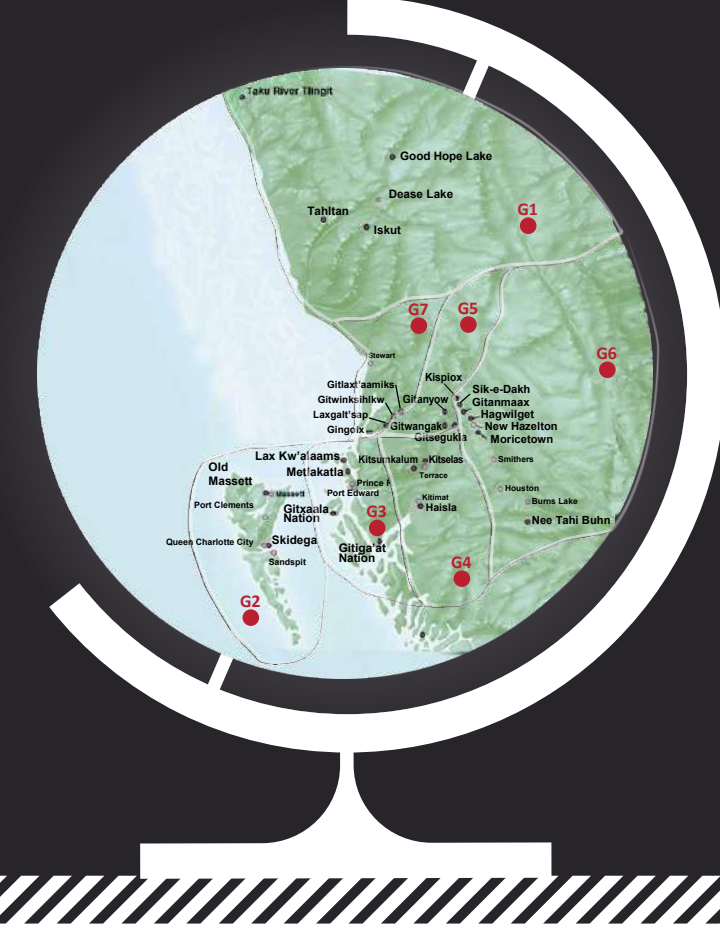 Taku River Tlingit
Good Hope Lake
Dease Lake
Tahltan
Iskut
G1
G7
G5
G6
Stewart
Gitlaxt'aamiks
Gitwinksihlkw
Laxgalt'sap
Gingolx
Kispiox
Gitanyow
Gitwangak
Gitsegukla
Sik-e-Dakh
Gitanmaax
Hagwilget
New Hazelton
Moricetown
Lax Kw'alaams
Metlakatla
Prince R
Port Edward
Gitxaala
Nation
Kitsumkalum
Kitselas
Terrace
Smithers
Kitimat
Haisla
Houston
Burns Lake
Nee Tahi Buhn
Old
Massett
Massett
Port Clements
Queen Charlotte City
Skidega
Sandspit
G3
Gitiga'at
Nation
G4
G2